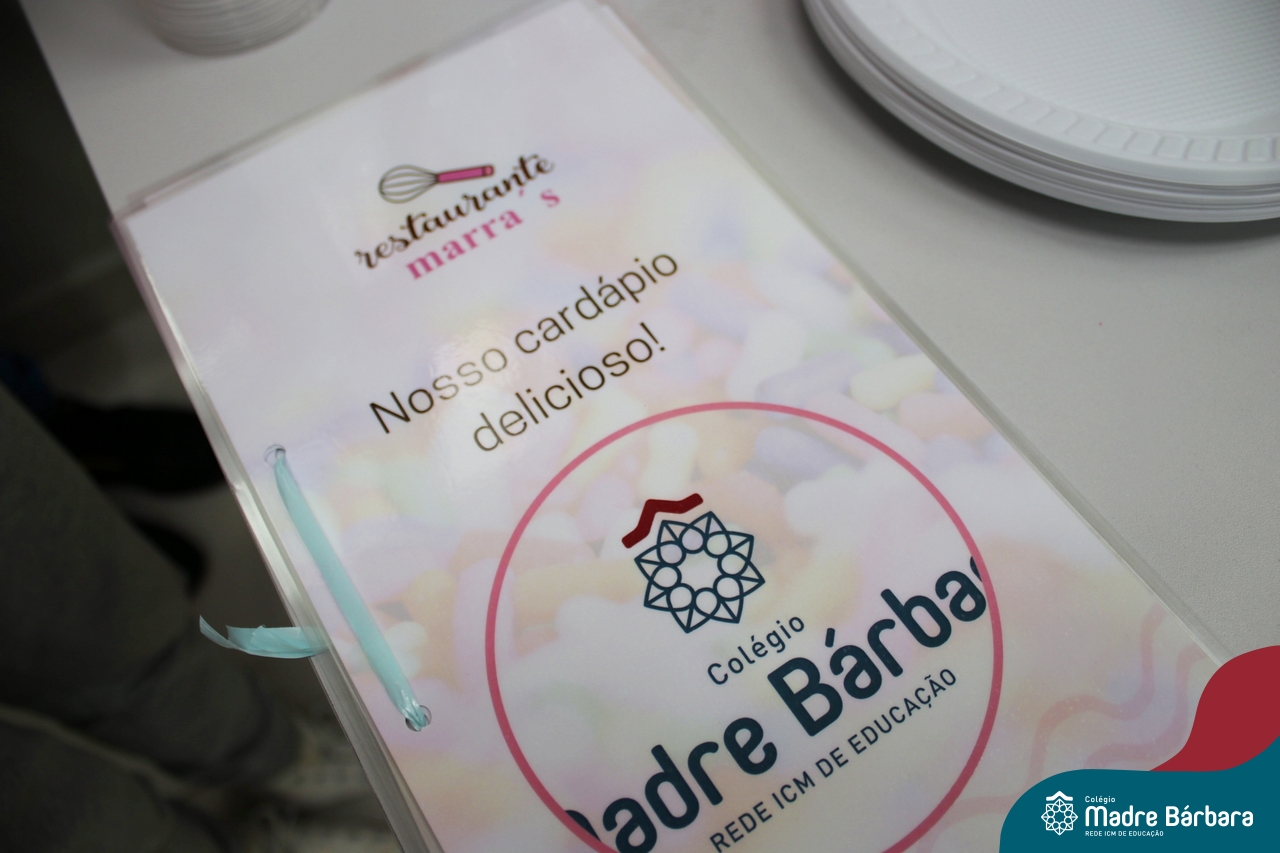 restaurante
marra´s
Nosso cardápio
delicioso!
Colégio
Madre Bárbara
REDE ICM DE EDUCAÇÃO
Colégio
Madre Bárbara
REDE ICM DE EDUCAÇÃO